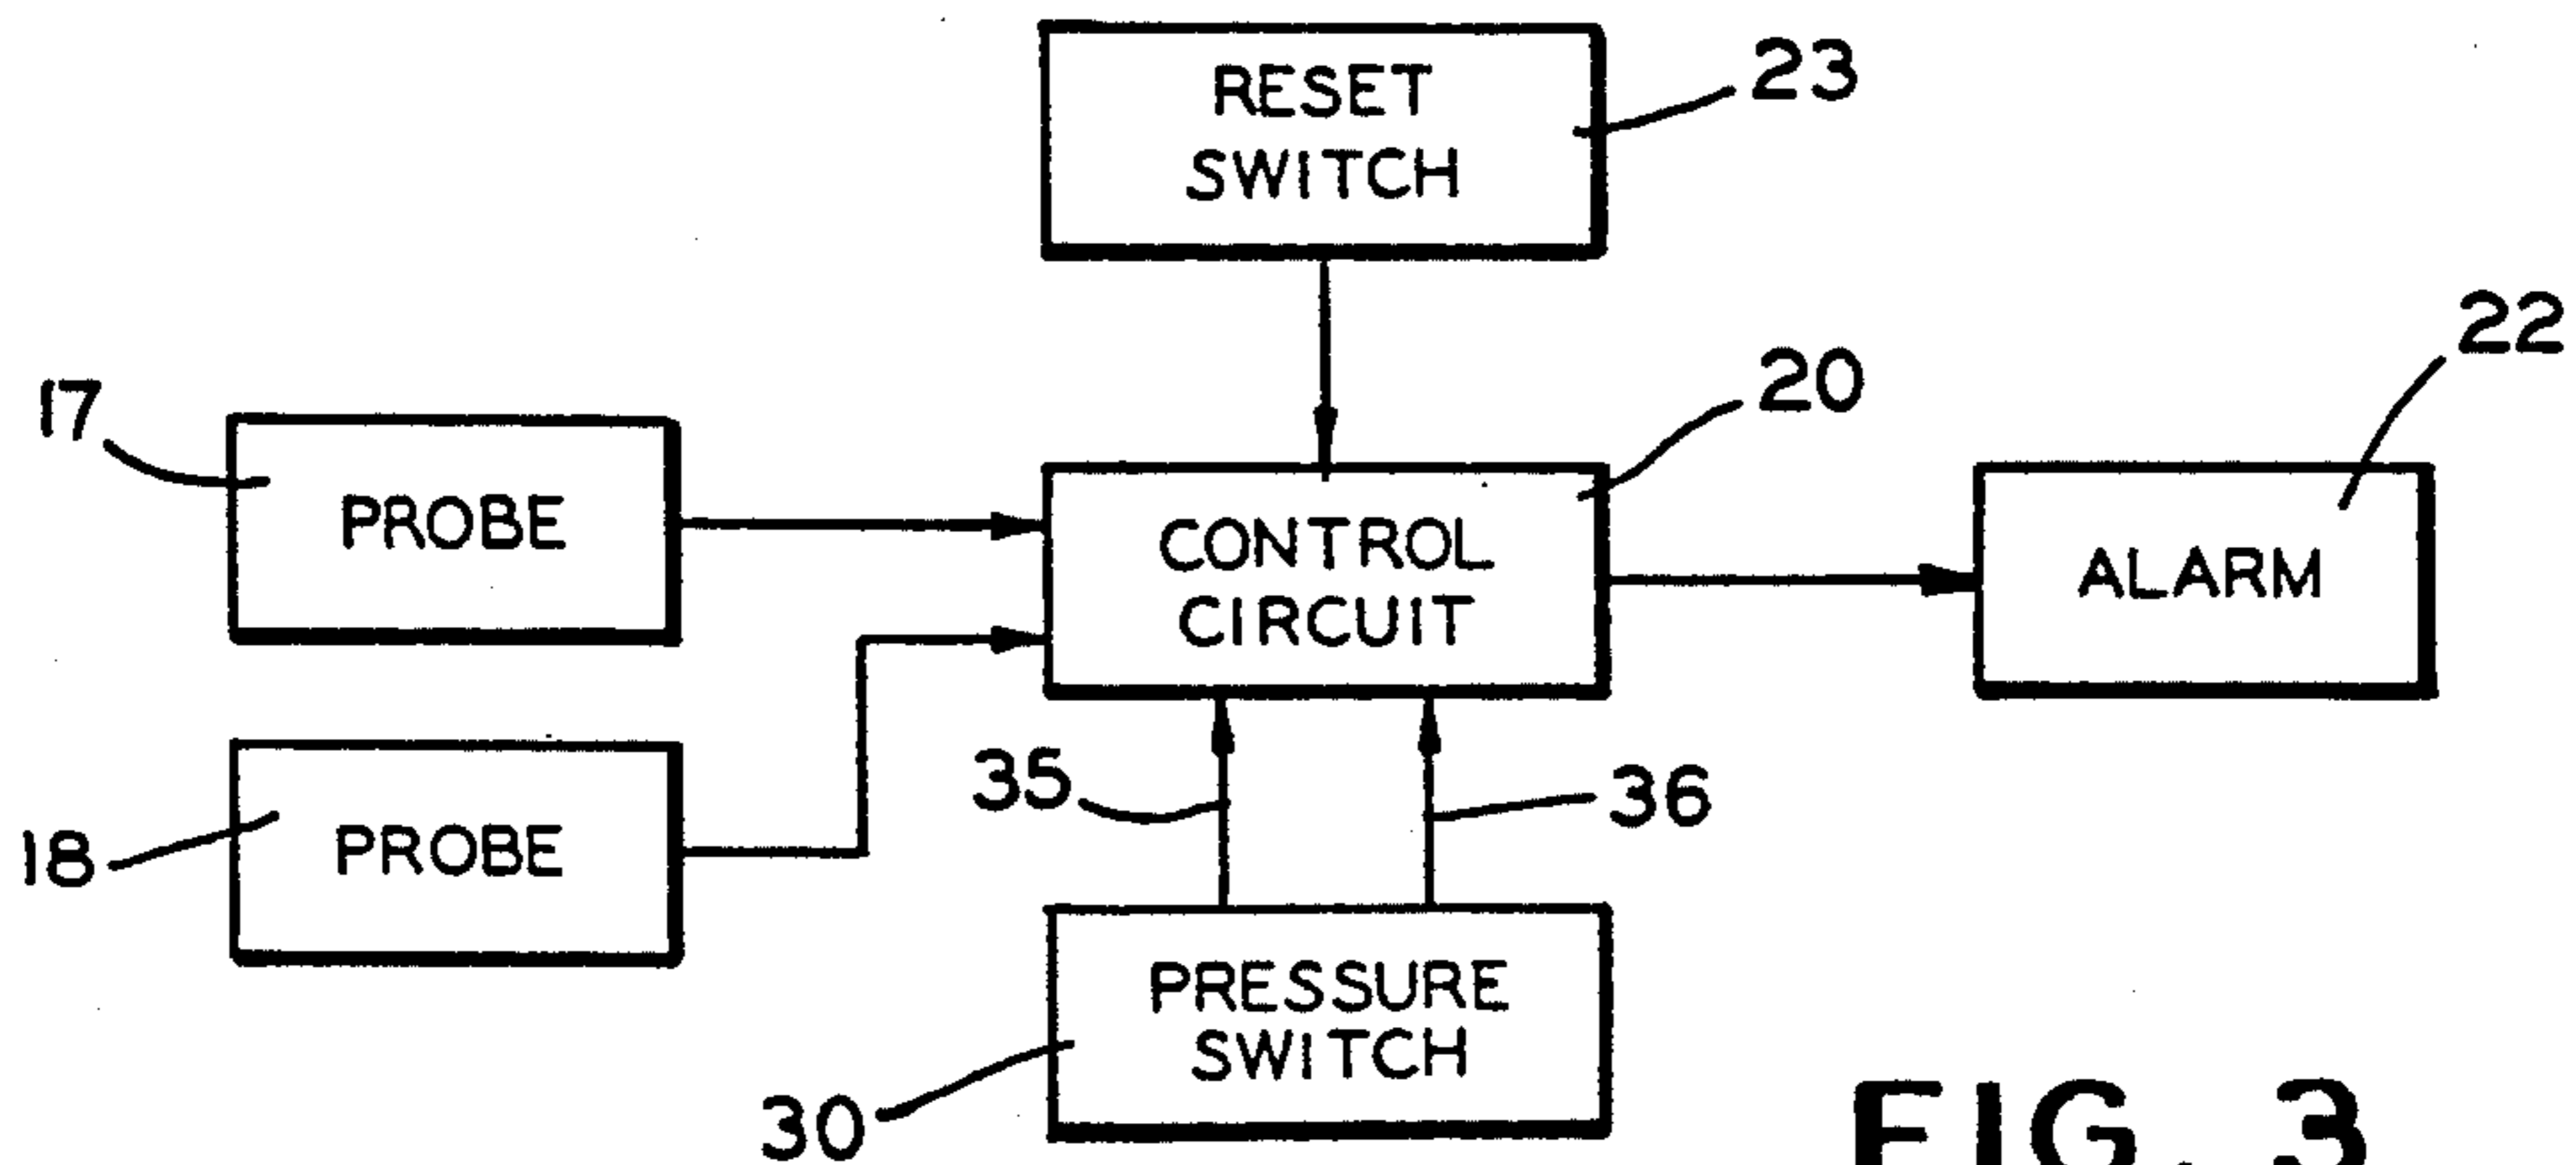 RESET
SWITCH
23
17
PROBE
CONTROL
CIRCUIT
20
ALARM
22
18
PROBE
35
36
PRESSURE
SWITCH
30
FIG. 3